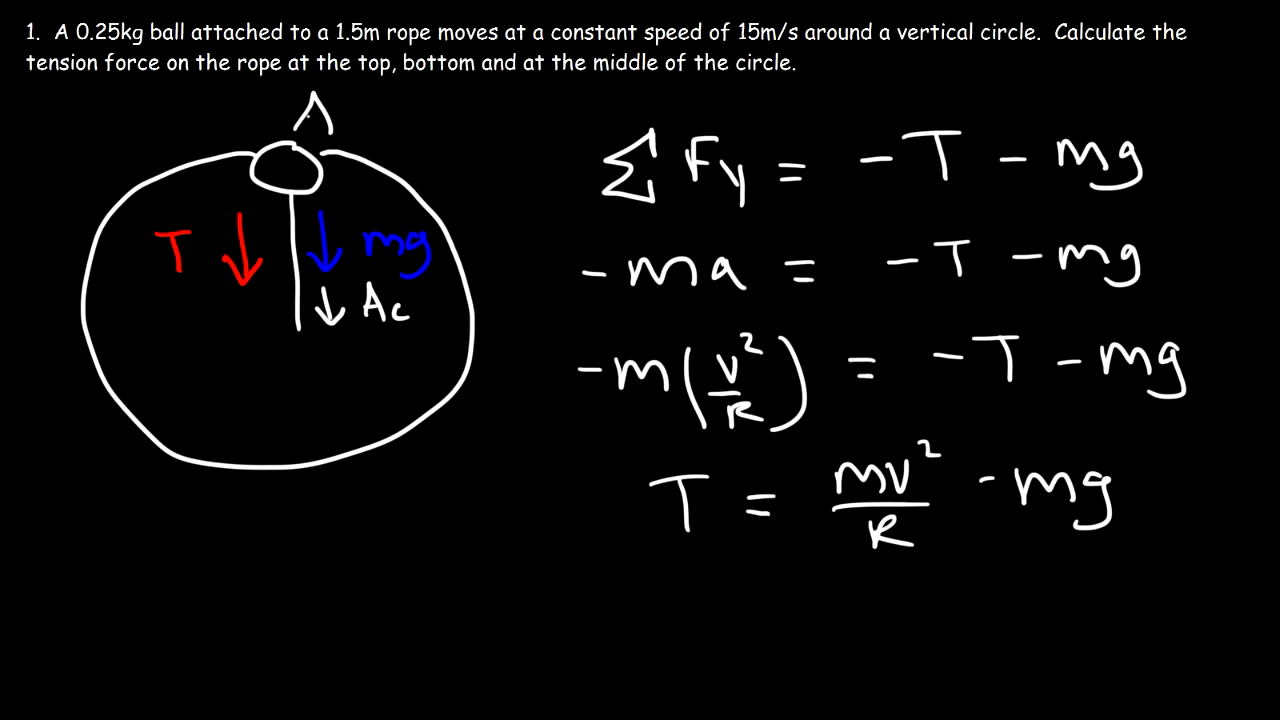 1. A 0.25kg ball attached to a 1.5m rope moves at a constant speed of 15m/s around a vertical circle. Calculate the
tension force on the rope at the top, bottom and at the middle of the circle.
A
T ↓ ↓ mg
↓ Ac
Σ Fy = -T - mg
-ma = -T - mg
-m(v²/R) = -T - mg
T = mv²/R - mg